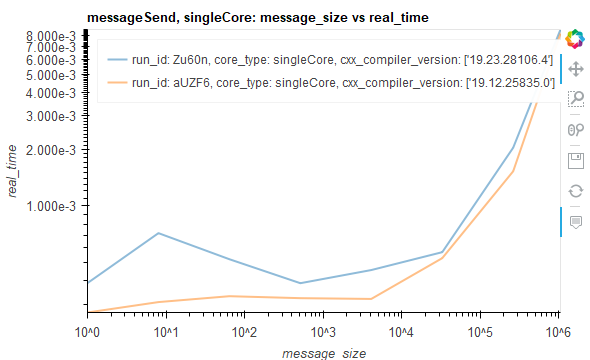 messageSend, singleCore: message_size vs real_time
8.000e-3
7.000e-3
6.000e-3
5.000e-3
4.000e-3
3.000e-3
2.000e-3
1.000e-3
run_id: Zu60n, core_type: singleCore, cxx_compiler_version: ['19.23.28106.4']
run_id: aUZF6, core_type: singleCore, cxx_compiler_version: ['19.12.25835.0']
real_time
10^0 10^1 10^2 10^3 10^4 10^5 10^6
message_size